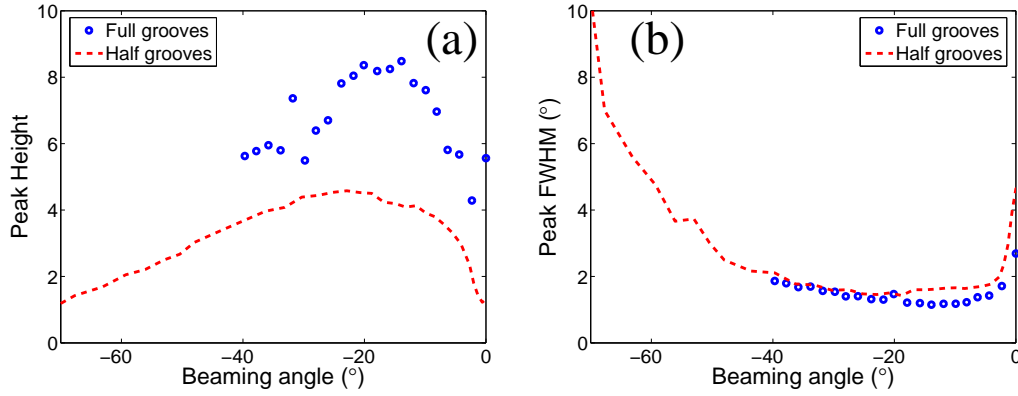 10
8
6
4
2
0
−60
−40
−20
0
Peak Height
Beaming angle (°)
Full grooves
Half grooves
(a)
10
8
6
4
2
0
−60
−40
−20
0
Peak FWHM (°)
Beaming angle (°)
(b)
Full grooves
Half grooves